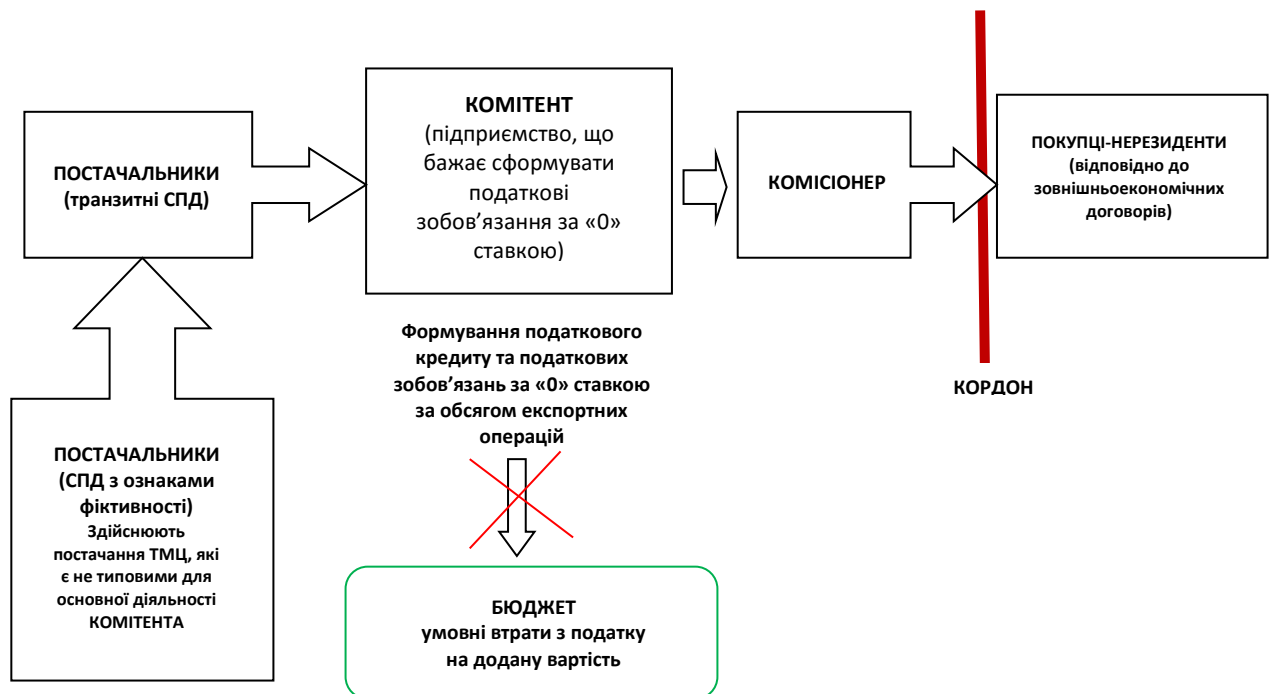 ПОСТАЧАЛЬНИКИ
(транзитні СПД)
КОМІТЕНТ
(підприємство, що
бажає сформувати
податкові
зобов’язання за «0»
ставкою)
КОМІСІОНЕР
ПОКУПЦІ-НЕРЕЗИДЕНТИ
(відповідно до
зовнішньоекономічних
договорів)
КОРДОН
ПОСТАЧАЛЬНИКИ
(СПД з ознаками
фіктивності)
Здійснюють
постачання ТМЦ, які
є не типовими для
основної діяльності
КОМІТЕНТА
Формування податкового
кредиту та податкових
зобов’язань за «0» ставкою
за обсягом експортних
операцій
БЮДЖЕТ
умовні втрати з податку
на додану вартість